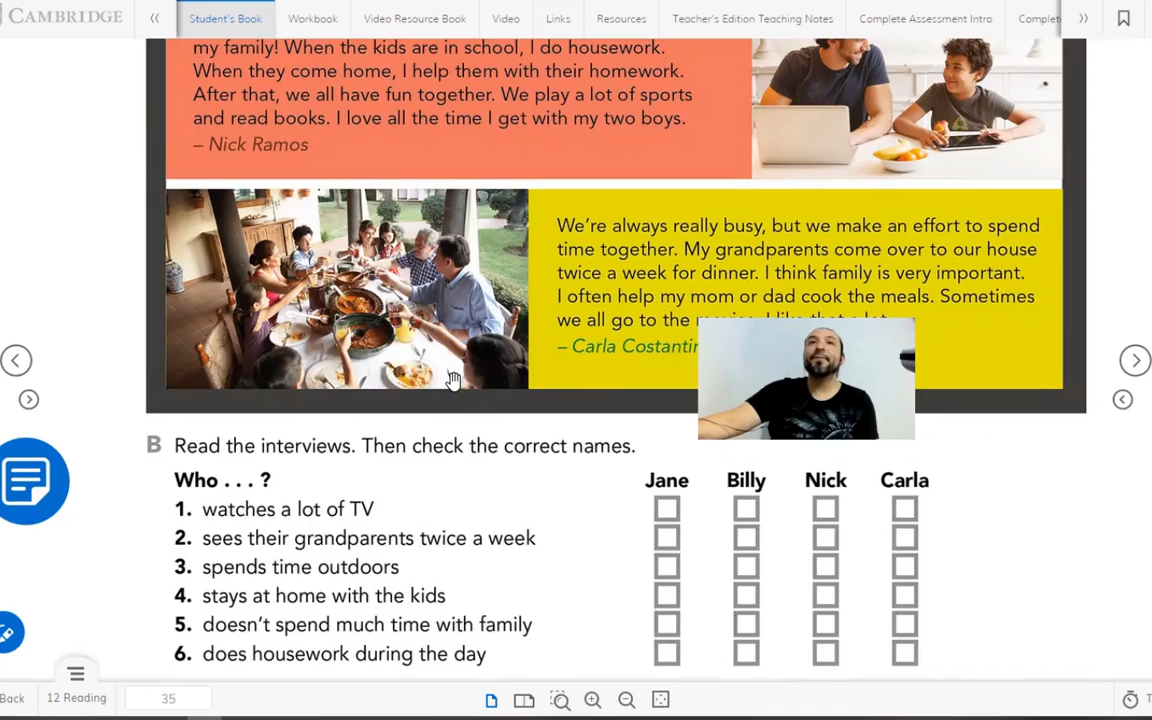 CAMBRIDGE Student's Book Workbook Video Resource Book Video Links Resources Teacher's Edition Teaching Notes Complete Assessment Intro
my family! When the kids are in school, I do housework.
When they come home, I help them with their homework.
After that, we all have fun together. We play a lot of sports
and read books. I love all the time I get with my two boys.
– Nick Ramos
We're always really busy, but we make an effort to spend
time together. My grandparents come over to our house
twice a week for dinner. I think family is very important.
I often help my mom or dad cook the meals. Sometimes
we all go to the
– Carla
B Read the interviews. Then check the correct names.
Who . . . ? Jane Billy Nick Carla
1. watches a lot of TV
2. sees their grandparents twice a week
3. spends time outdoors
4. stays at home with the kids
5. doesn't spend much time with family
6. does housework during the day
Back 12 Reading 35